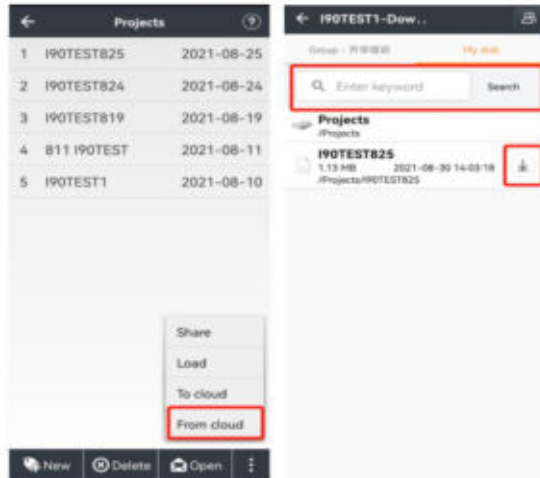 Projects
1 I90TEST825 2021-08-25
2 I90TEST824 2021-08-24
3 I90TEST819 2021-08-19
4 811 I90TEST 2021-08-11
5 I90TEST1 2021-08-10
Share
Load
To cloud
From cloud
New Delete Open
I90TEST1-Dow..
Group :
My disk
Enter keyword Search
Projects
/Projects
I90TEST825
1.13 MB 2021-08-30 14:03:18
/Projects/I90TEST825